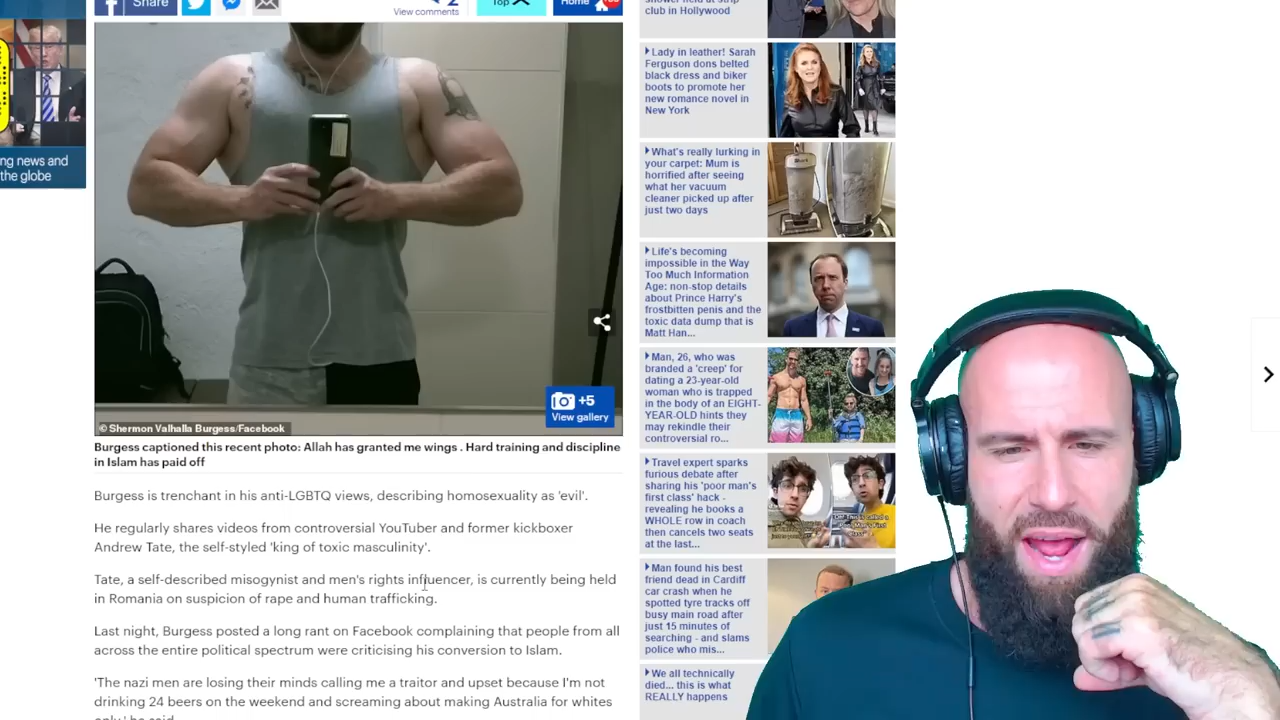 Share
2
View comments
Top
Home
ng news and
the globe
+5
View gallery
© Shermon Valhalla Burgess/Facebook
Burgess captioned this recent photo: Allah has granted me wings . Hard training and discipline
in Islam has paid off
Burgess is trenchant in his anti-LGBTQ views, describing homosexuality as 'evil'.
He regularly shares videos from controversial YouTuber and former kickboxer
Andrew Tate, the self-styled 'king of toxic masculinity'.
Tate, a self-described misogynist and men's rights influencer, is currently being held
in Romania on suspicion of rape and human trafficking.
Last night, Burgess posted a long rant on Facebook complaining that people from all
across the entire political spectrum were criticising his conversion to Islam.
'The nazi men are losing their minds calling me a traitor and upset because I'm not
drinking 24 beers on the weekend and screaming about making Australia for whites
only,' he said
club in Hollywood
Lady in leather! Sarah
Ferguson dons belted
black dress and biker
boots to promote her
new romance novel in
New York
What's really lurking in
your carpet: Mum is
horrified after seeing
what her vacuum
cleaner picked up after
just two days
Life's becoming
impossible in the Way
Too Much Information
Age: non-stop details
about Prince Harry's
frostbitten penis and the
toxic data dump that is
Matt Han...
Man, 26, who was
branded a 'creep' for
dating a 23-year-old
woman who is trapped
in the body of an EIGHT-
YEAR-OLD hints they
may rekindle their
controversial ro...
Travel expert sparks
furious debate after
sharing his 'poor man's
first class' hack -
revealing he books a
WHOLE row in coach
then cancels two seats
at the last...
Man found his best
friend dead in Cardiff
car crash when he
spotted tyre tracks off
busy main road after
just 15 minutes of
searching - and slams
police who mis...
We all technically
died... this is what
REALLY happens